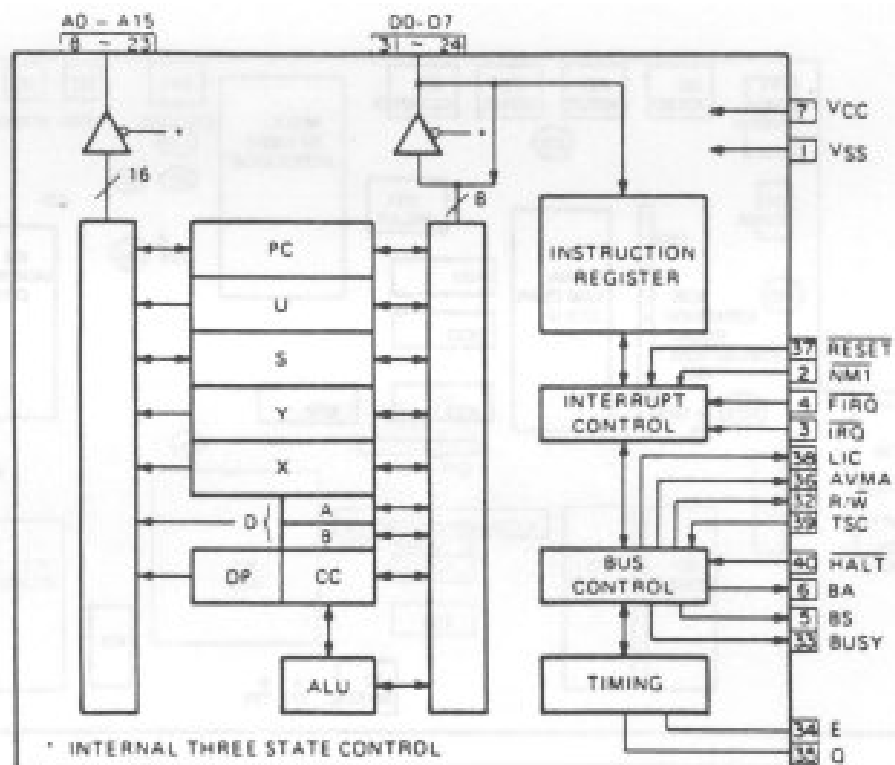 A0 – A15
8 ~ 23
D0-D7
31 ~ 24
*
*
16
8
7 VCC
1 VSS
PC
U
S
Y
X
D
A
B
DP
CC
ALU
INSTRUCTION
REGISTER
INTERRUPT
CONTROL
BUS
CONTROL
TIMING
37 RESET
2 NMI
4 FIRQ
3 IRQ
38 LIC
36 AVMA
32 R/W
39 TSC
40 HALT
6 BA
5 BS
33 BUSY
34 E
35 Q
* INTERNAL THREE STATE CONTROL